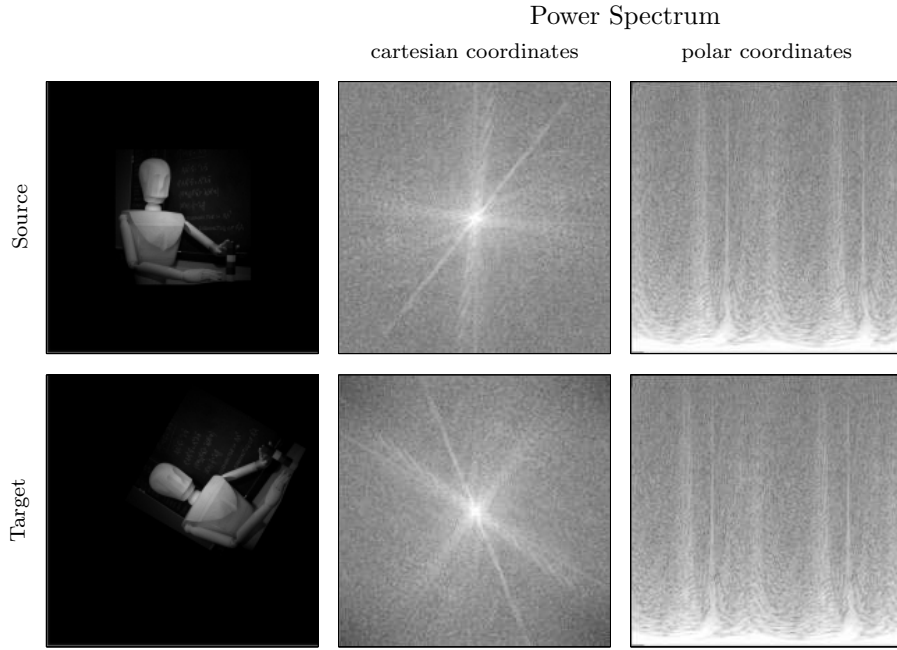 Power Spectrum
cartesian coordinates polar coordinates
Source
Target